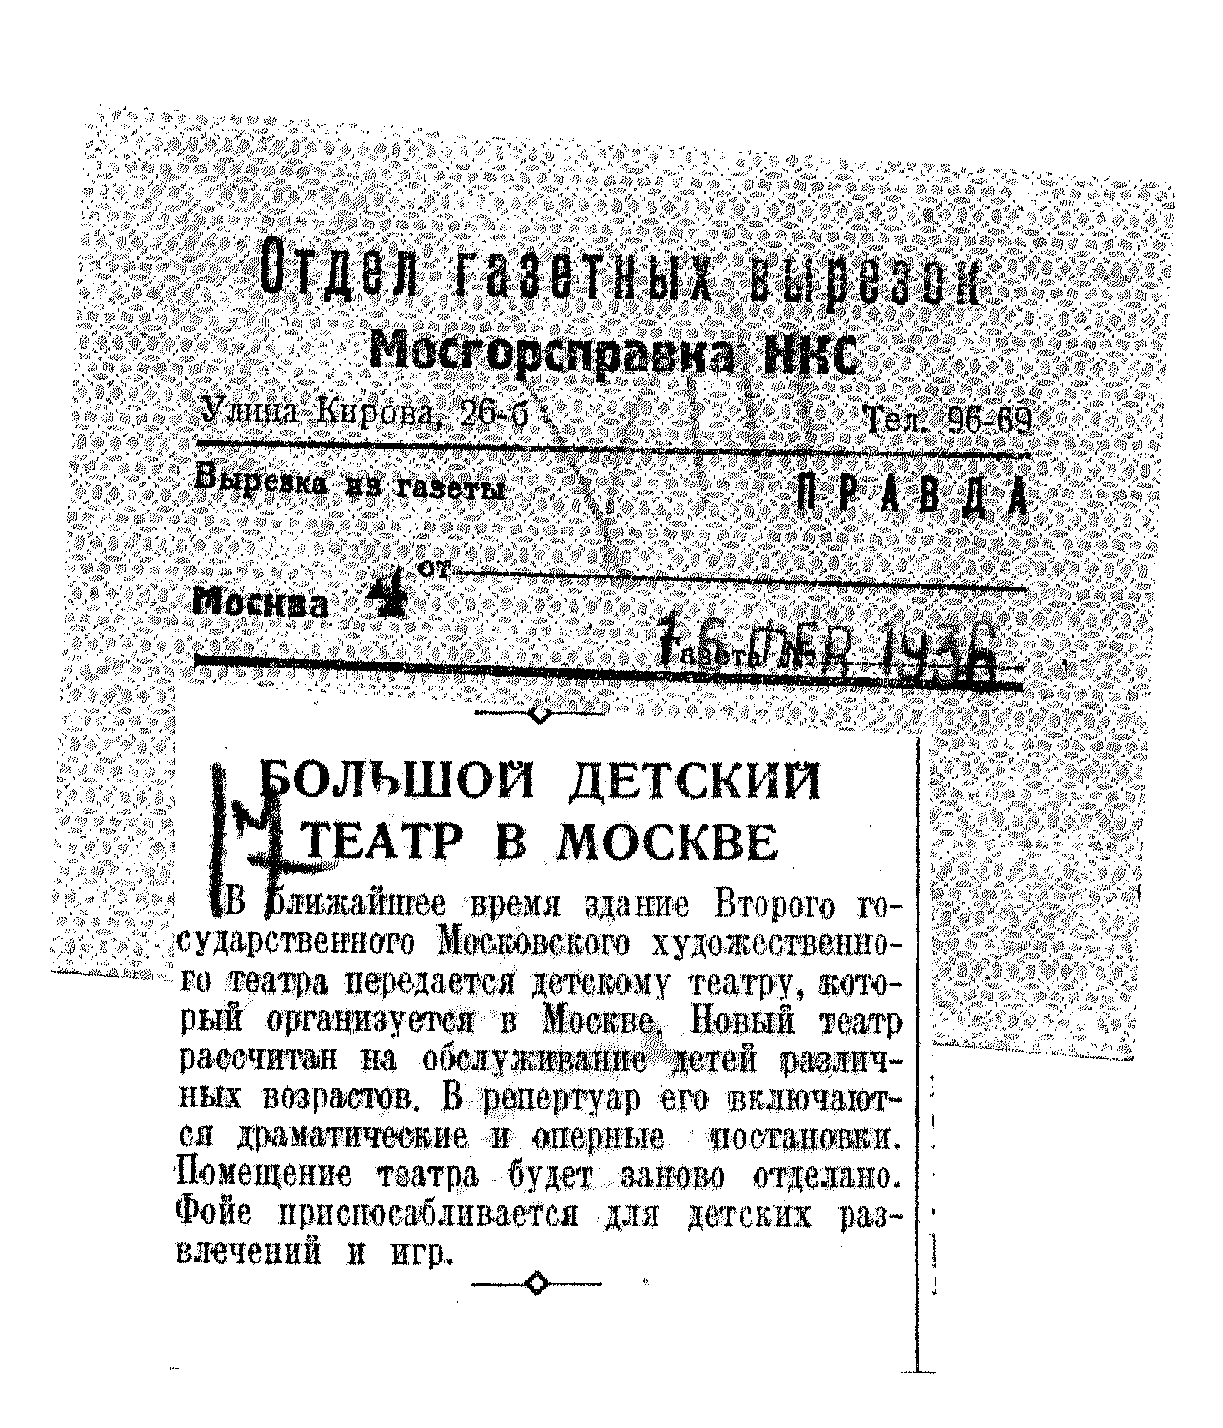 Отдел газетных вырезок
Мосгорсправка НКС
Улица Кирова, 26-б Тел. 96-69
Вырезка из газеты ПРАВДА
от
Москва 4
16 ФЕВ 1936
Газета №
БОЛЬШОЙ ДЕТСКИЙ
ТЕАТР В МОСКВЕ
В ближайшее время здание Второго го-
сударственного Московского художественно-
го театра передается детскому театру, кото-
рый организуется в Москве. Новый театр
рассчитан на обслуживание детей различ-
ных возрастов. В репертуар его включают-
ся драматические и оперные постановки.
Помещение театра будет заново отделано.
Фойе приспосабливается для детских раз-
влечений и игр.